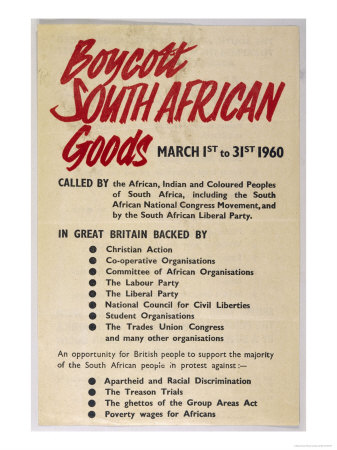 Boycott
SOUTH AFRICAN
Goods MARCH 1ST to 31ST 1960
CALLED BY the African, Indian and Coloured Peoples
of South Africa, including the South
African National Congress Movement, and
by the South African Liberal Party.
IN GREAT BRITAIN BACKED BY
● Christian Action
● Co-operative Organisations
● Committee of African Organisations
● The Labour Party
● The Liberal Party
● National Council for Civil Liberties
● Student Organisations
● The Trades Union Congress
and many other organisations
An opportunity for British people to support the majority
of the South African people in protest against :—
● Apartheid and Racial Discrimination
● The Treason Trials
● The ghettos of the Group Areas Act
● Poverty wages for Africans